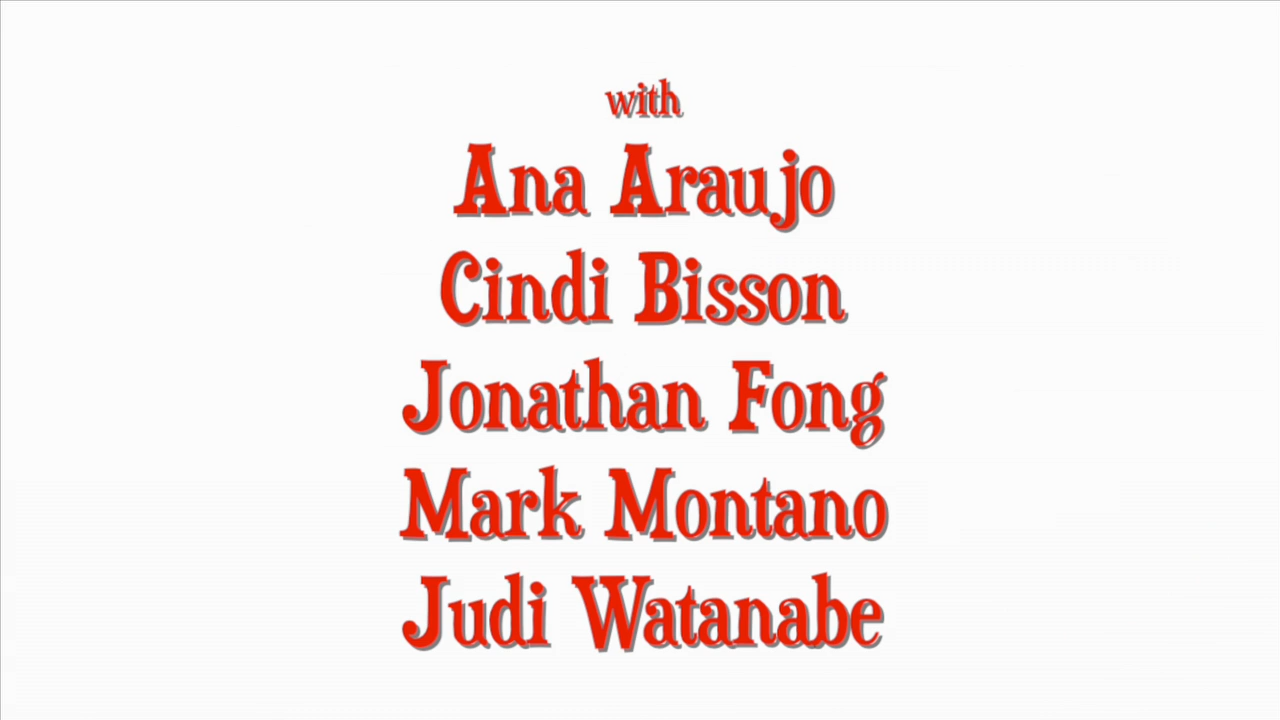 with
Ana Araujo
Cindi Bisson
Jonathan Fong
Mark Montano
Judi Watanabe